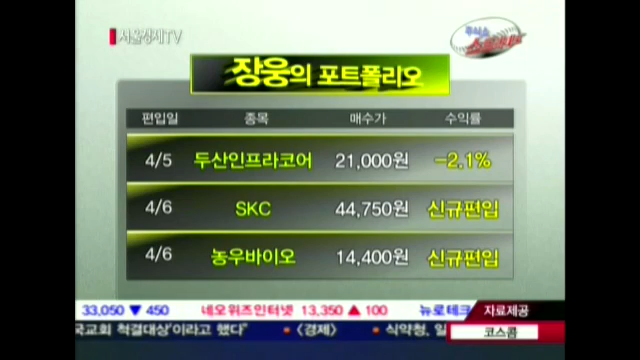 서울경제TV
장웅의 포트폴리오
편입일 종목 매수가 수익률
4/5 두산인프라코어 21,000원 -2.1%
4/6 SKC 44,750원 신규편입
4/6 농우바이오 14,400원 신규편입
33,050 ▼ 450 네오위즈인터넷 13,350 ▲ 100 뉴로테크 자료제공
국교회 척결대상'이라고 했다" 〈경제〉 식약청, 일 코스콤